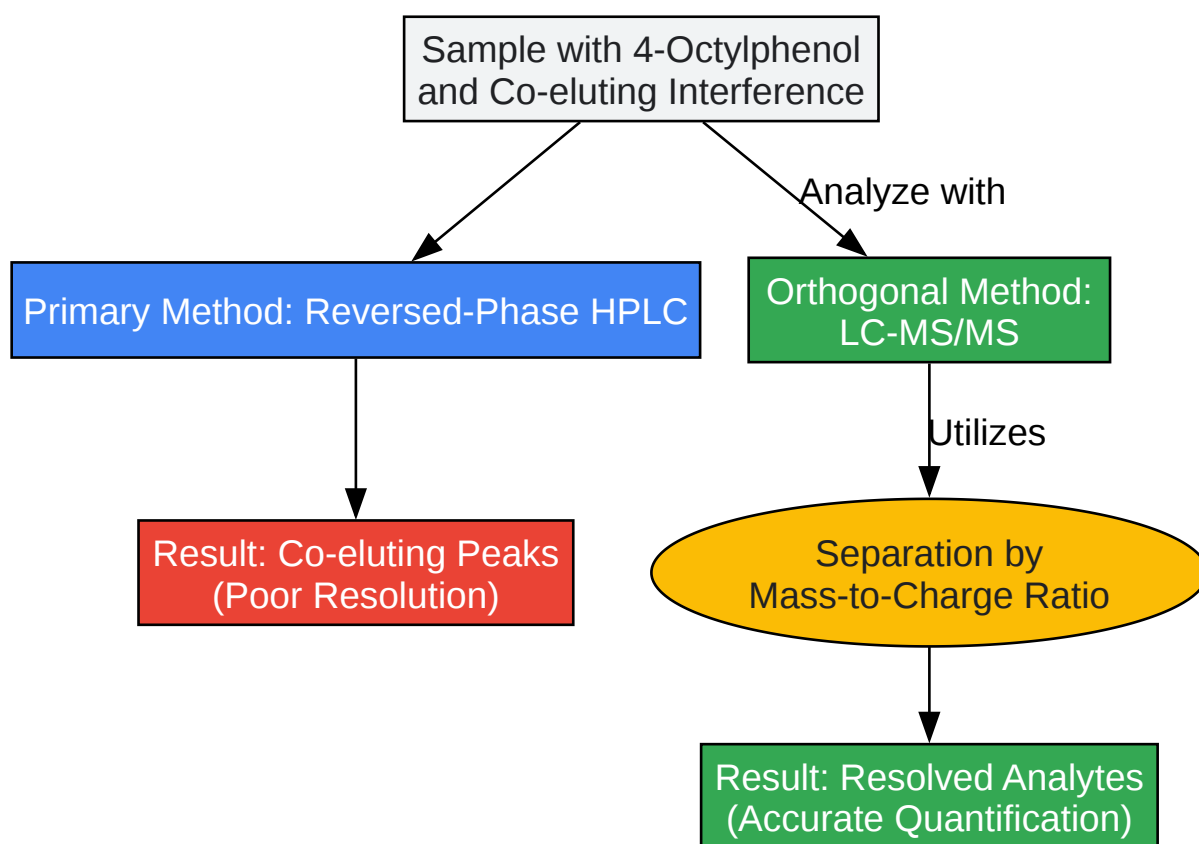 Sample with 4-Octylphenol
and Co-eluting Interference
Analyze with
Primary Method: Reversed-Phase HPLC
Orthogonal Method:
LC-MS/MS
Utilizes
Result: Co-eluting Peaks
(Poor Resolution)
Separation by
Mass-to-Charge Ratio
Result: Resolved Analytes
(Accurate Quantification)